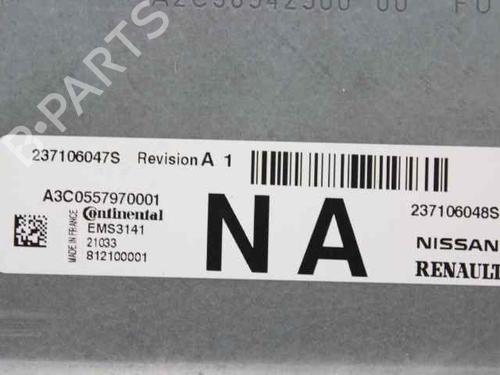 B-PARTS
237106047S Revision A 1
A3C0557970001
Continental
MADE IN FRANCE
EMS3141
21033
812100001
NA
237106048S
NISSAN
RENAULT